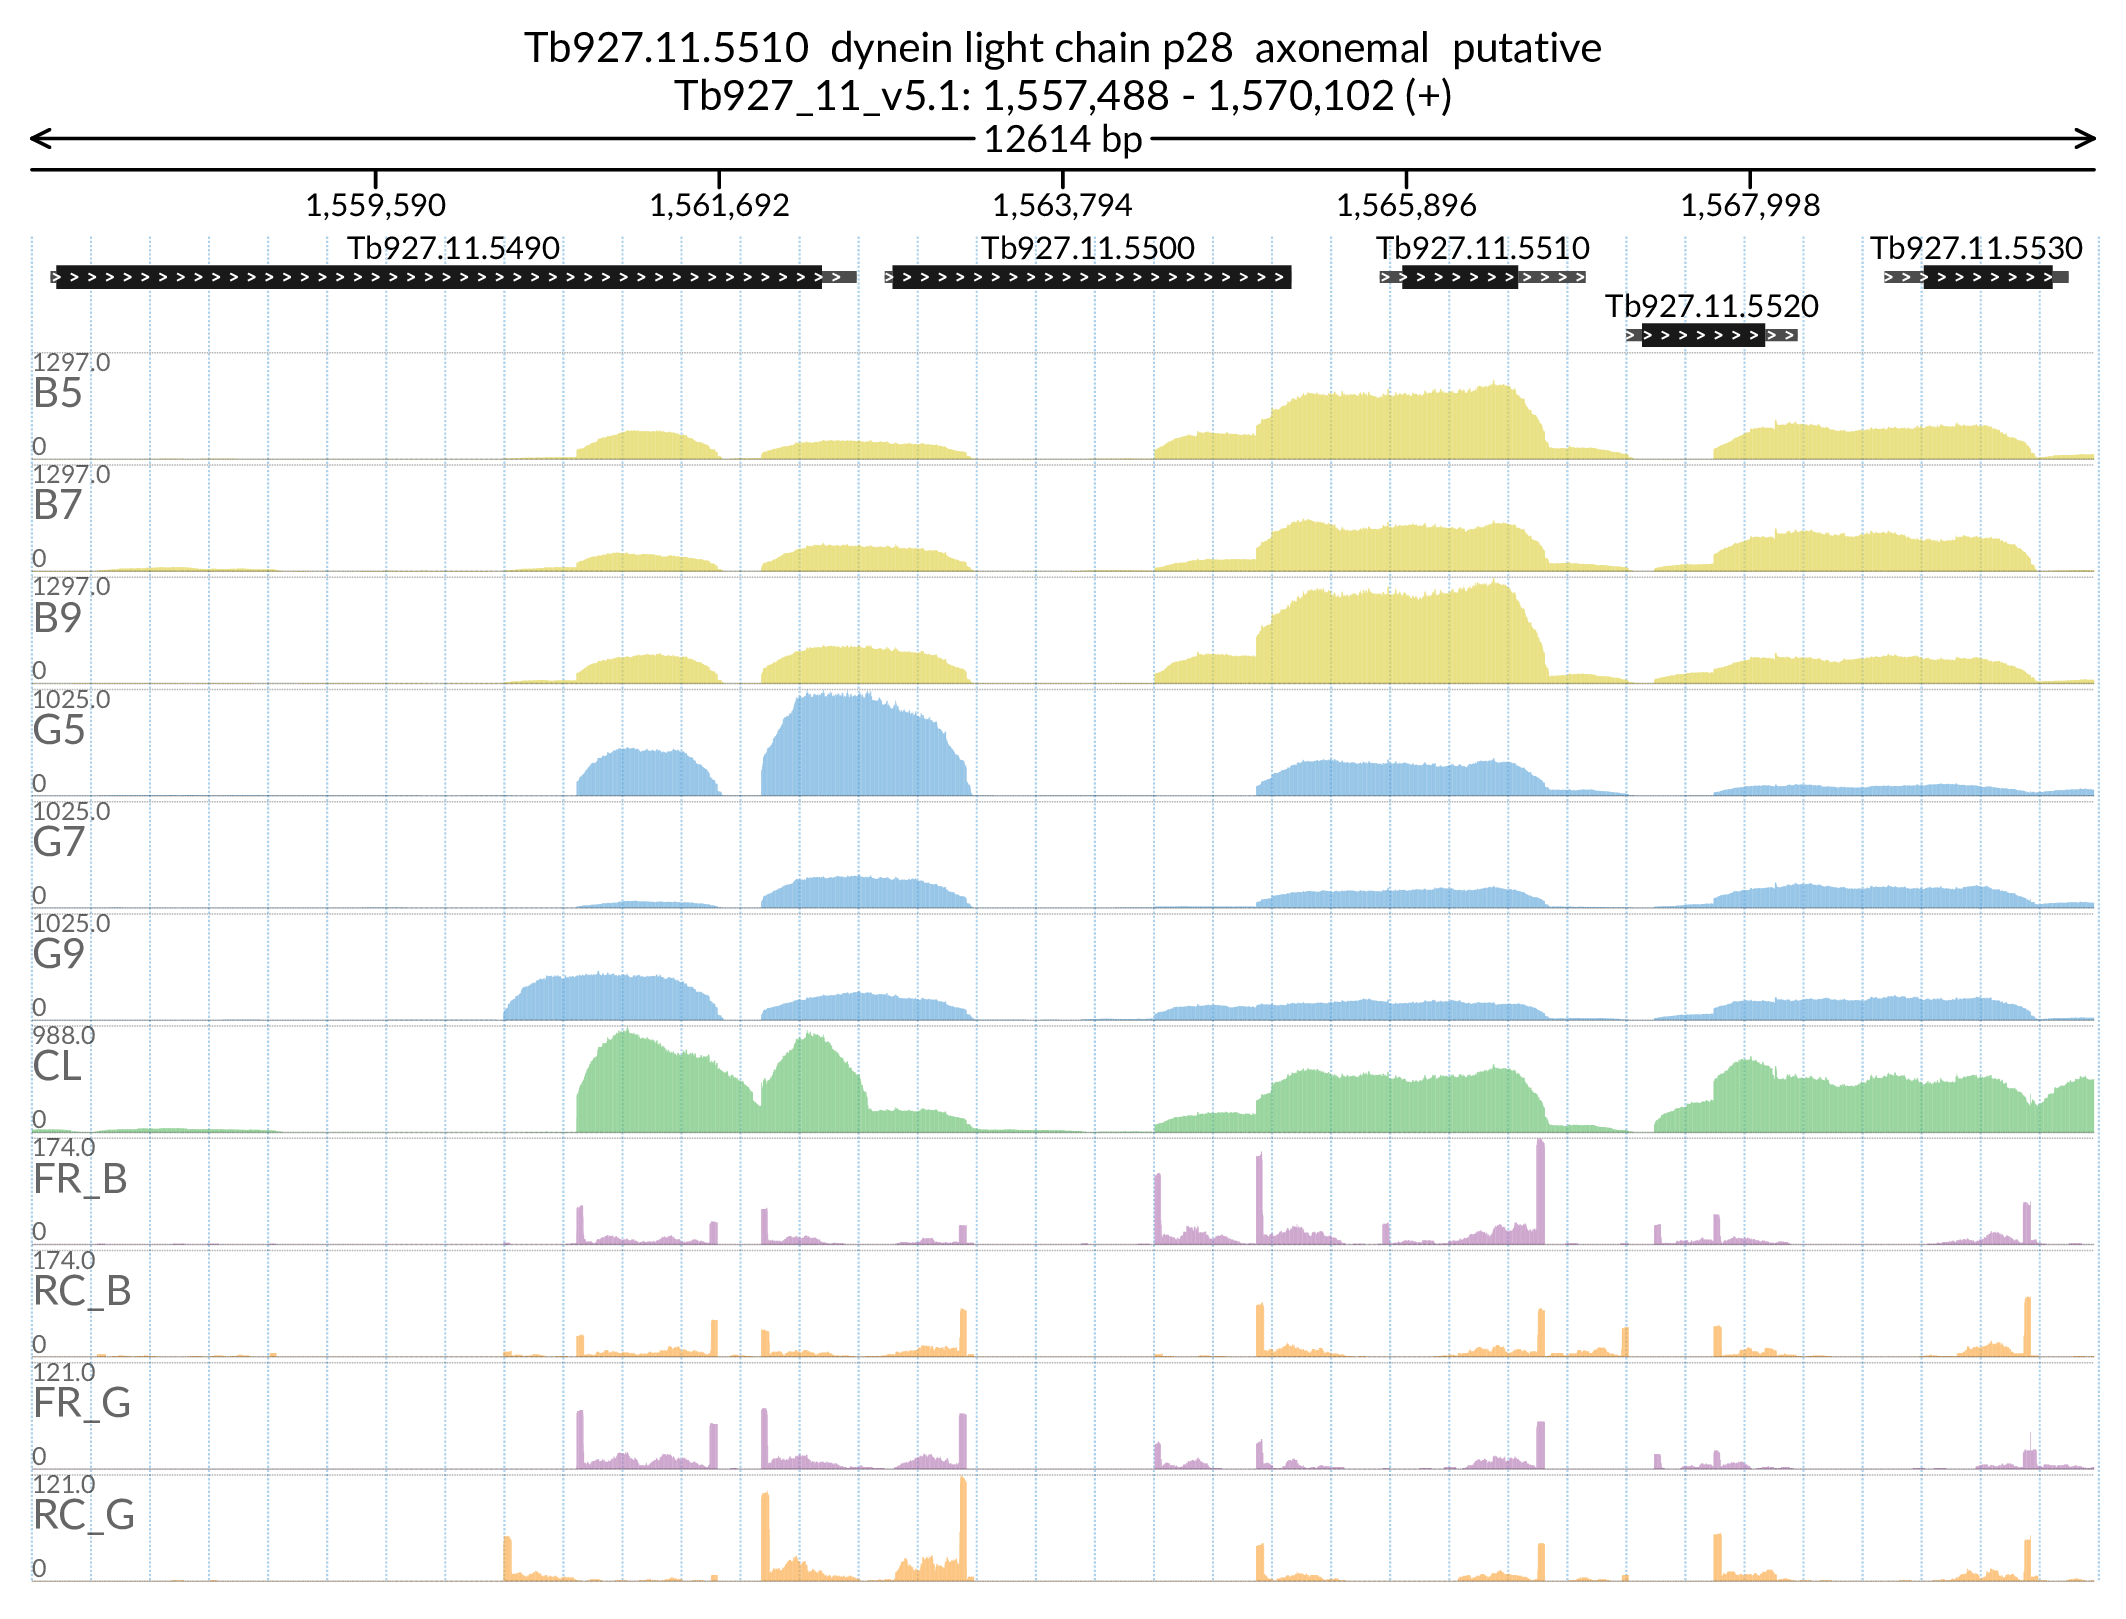 Tb927.11.5510 dynein light chain p28 axonemal putative
Tb927_11_v5.1: 1,557,488 - 1,570,102 (+)
12614 bp
1,559,590 1,561,692 1,563,794 1,565,896 1,567,998
Tb927.11.5490 Tb927.11.5500 Tb927.11.5510 Tb927.11.5530
Tb927.11.5520
1297.0
B5
0
1297.0
B7
0
1297.0
B9
0
1025.0
G5
0
1025.0
G7
0
1025.0
G9
0
988.0
CL
0
174.0
FR_B
0
174.0
RC_B
0
121.0
FR_G
0
121.0
RC_G
0